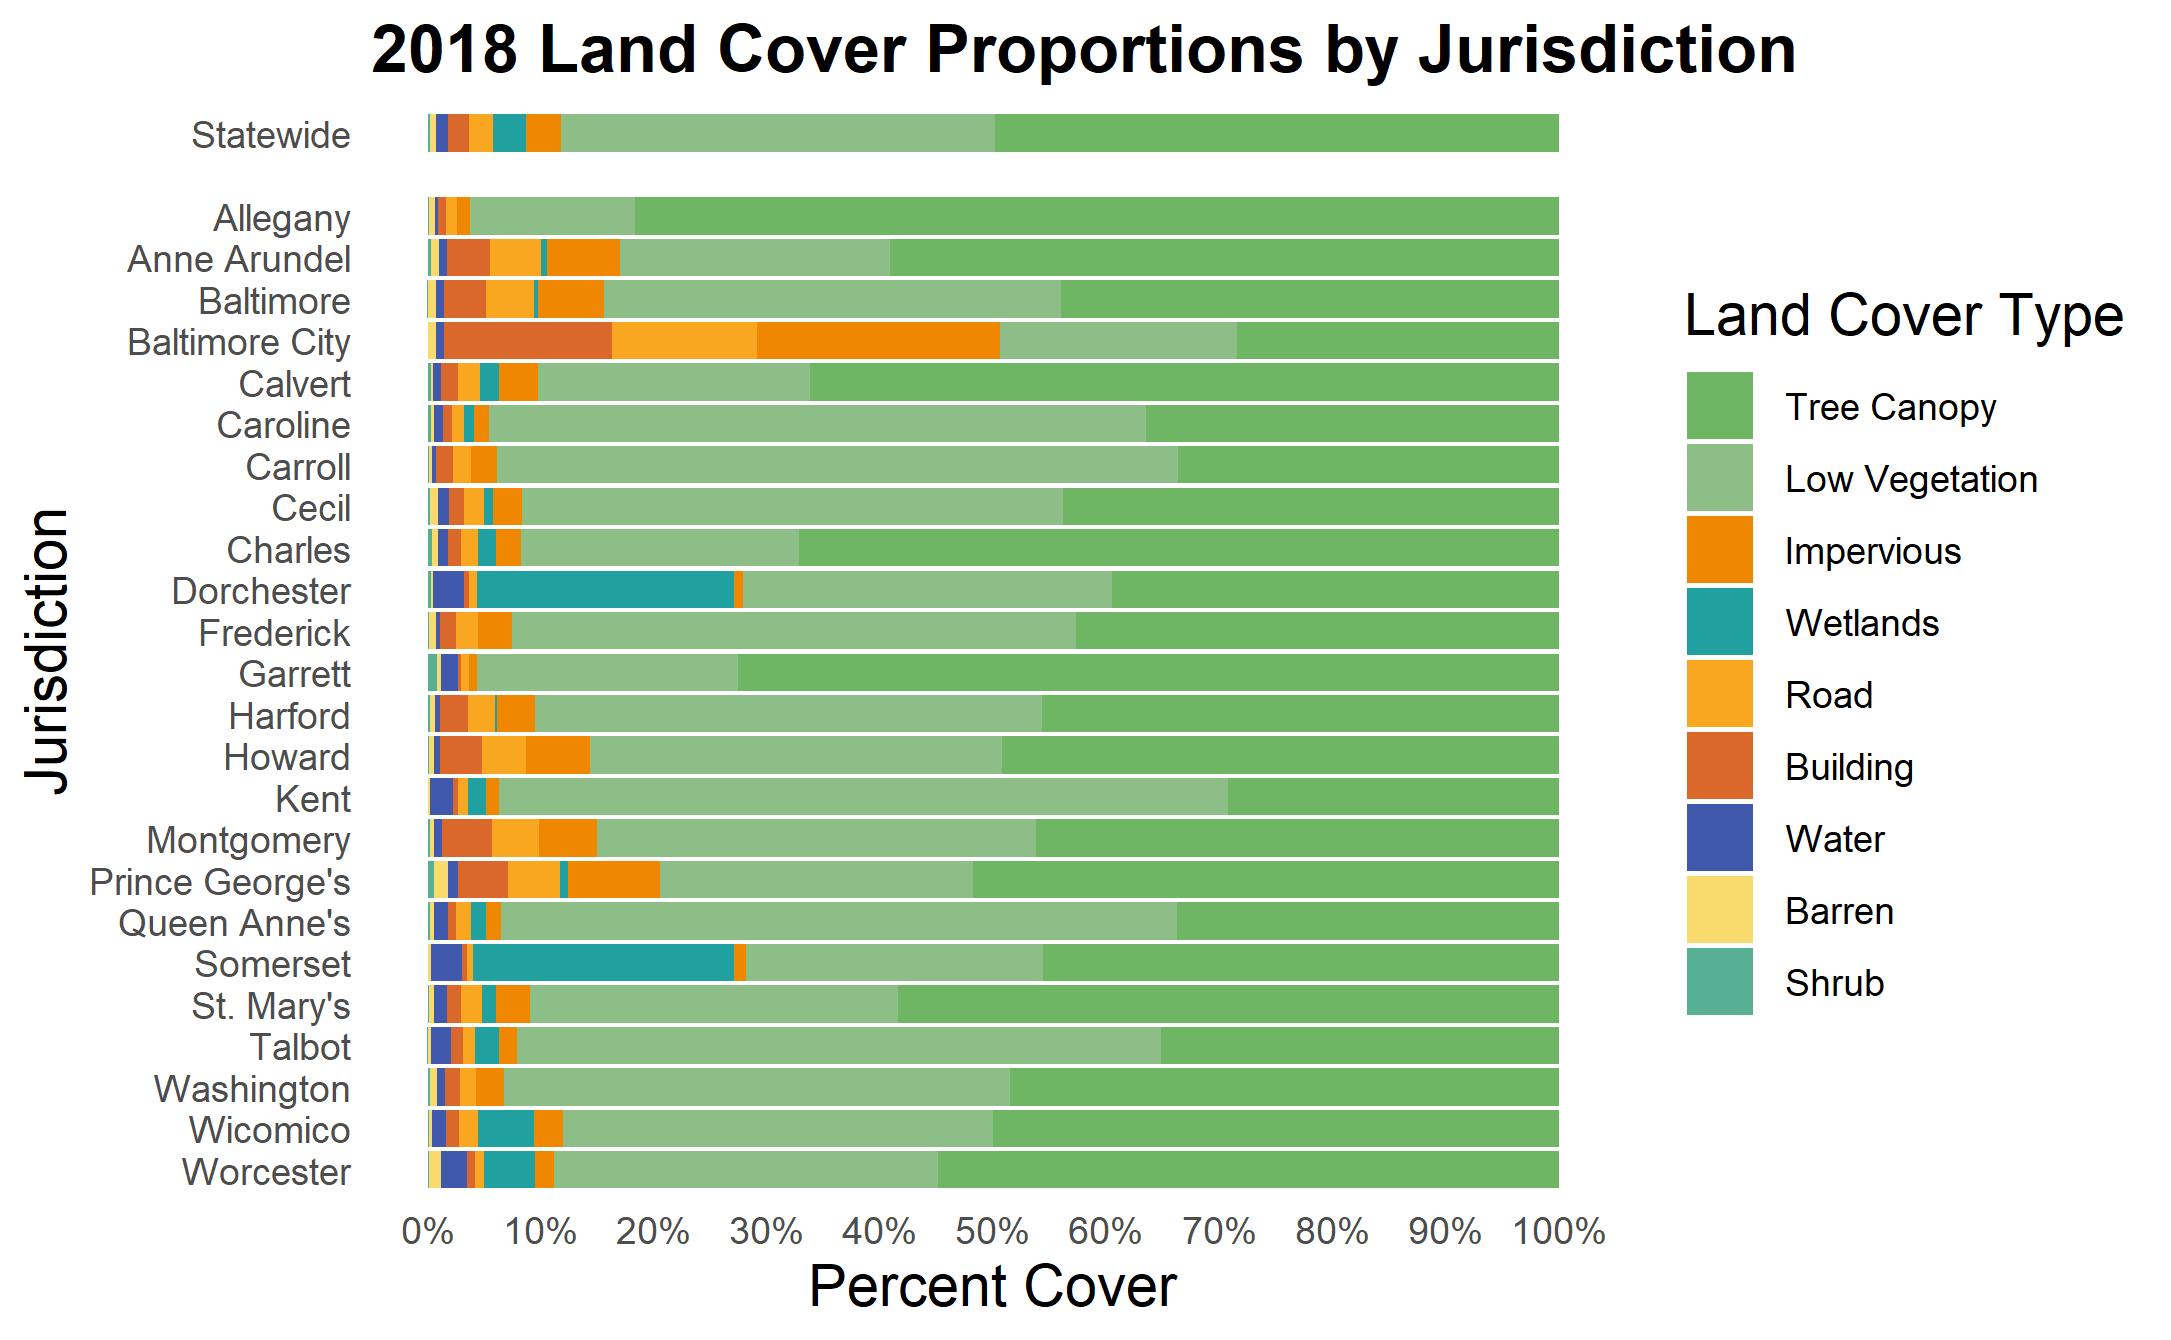 2018 Land Cover Proportions by Jurisdiction
Statewide
Allegany
Anne Arundel
Baltimore
Baltimore City
Calvert
Caroline
Carroll
Cecil
Charles
Dorchester
Frederick
Garrett
Harford
Howard
Kent
Montgomery
Prince George's
Queen Anne's
Somerset
St. Mary's
Talbot
Washington
Wicomico
Worcester
Jurisdiction
0% 10% 20% 30% 40% 50% 60% 70% 80% 90% 100%
Percent Cover
Land Cover Type
Tree Canopy
Low Vegetation
Impervious
Wetlands
Road
Building
Water
Barren
Shrub